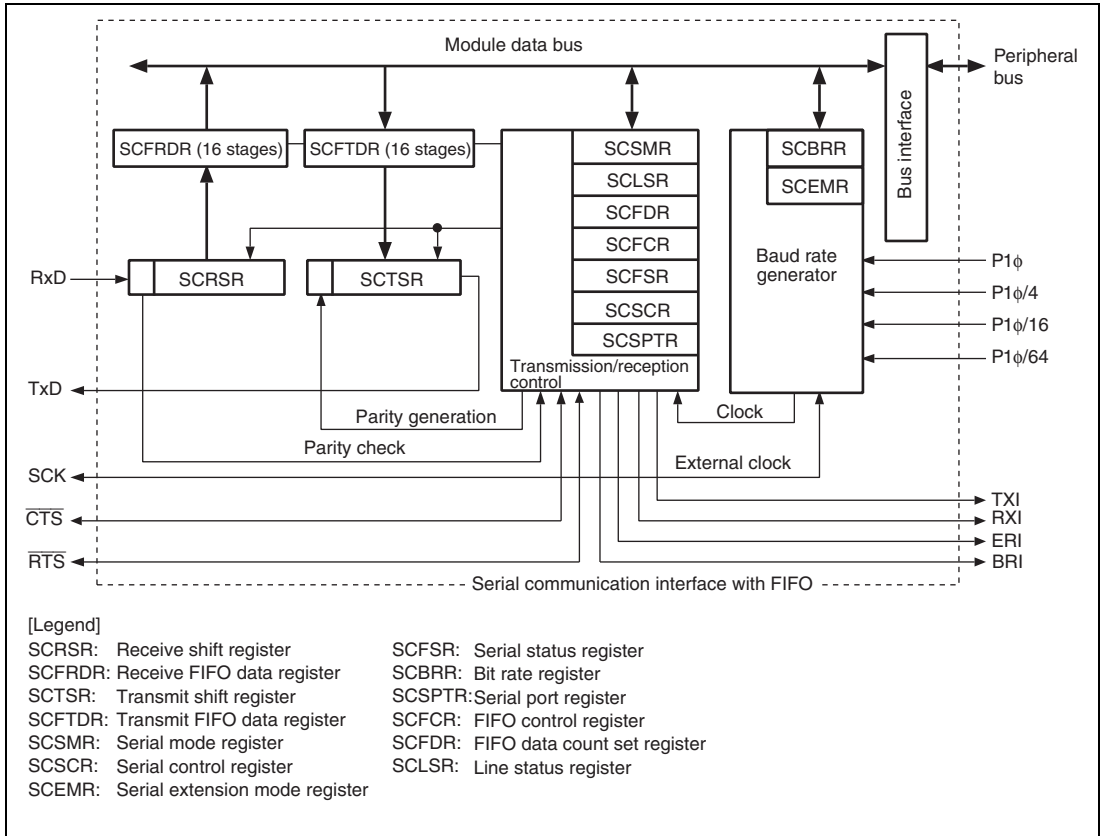 Module data bus
Peripheral
bus
Bus interface
SCFRDR (16 stages)
SCFTDR (16 stages)
SCSMR
SCLSR
SCFDR
SCFCR
SCFSR
SCSCR
SCSPTR
Transmission/reception
control
SCBRR
SCEMR
Baud rate
generator
RxD
SCRSR
SCTSR
P1ϕ
P1ϕ/4
P1ϕ/16
P1ϕ/64
TxD
Parity generation
Clock
Parity check
SCK
External clock
CTS
RTS
TXI
RXI
ERI
BRI
Serial communication interface with FIFO
[Legend]
SCRSR: Receive shift register
SCFRDR: Receive FIFO data register
SCTSR: Transmit shift register
SCFTDR: Transmit FIFO data register
SCSMR: Serial mode register
SCSCR: Serial control register
SCEMR: Serial extension mode register
SCFSR: Serial status register
SCBRR: Bit rate register
SCSPTR: Serial port register
SCFCR: FIFO control register
SCFDR: FIFO data count set register
SCLSR: Line status register